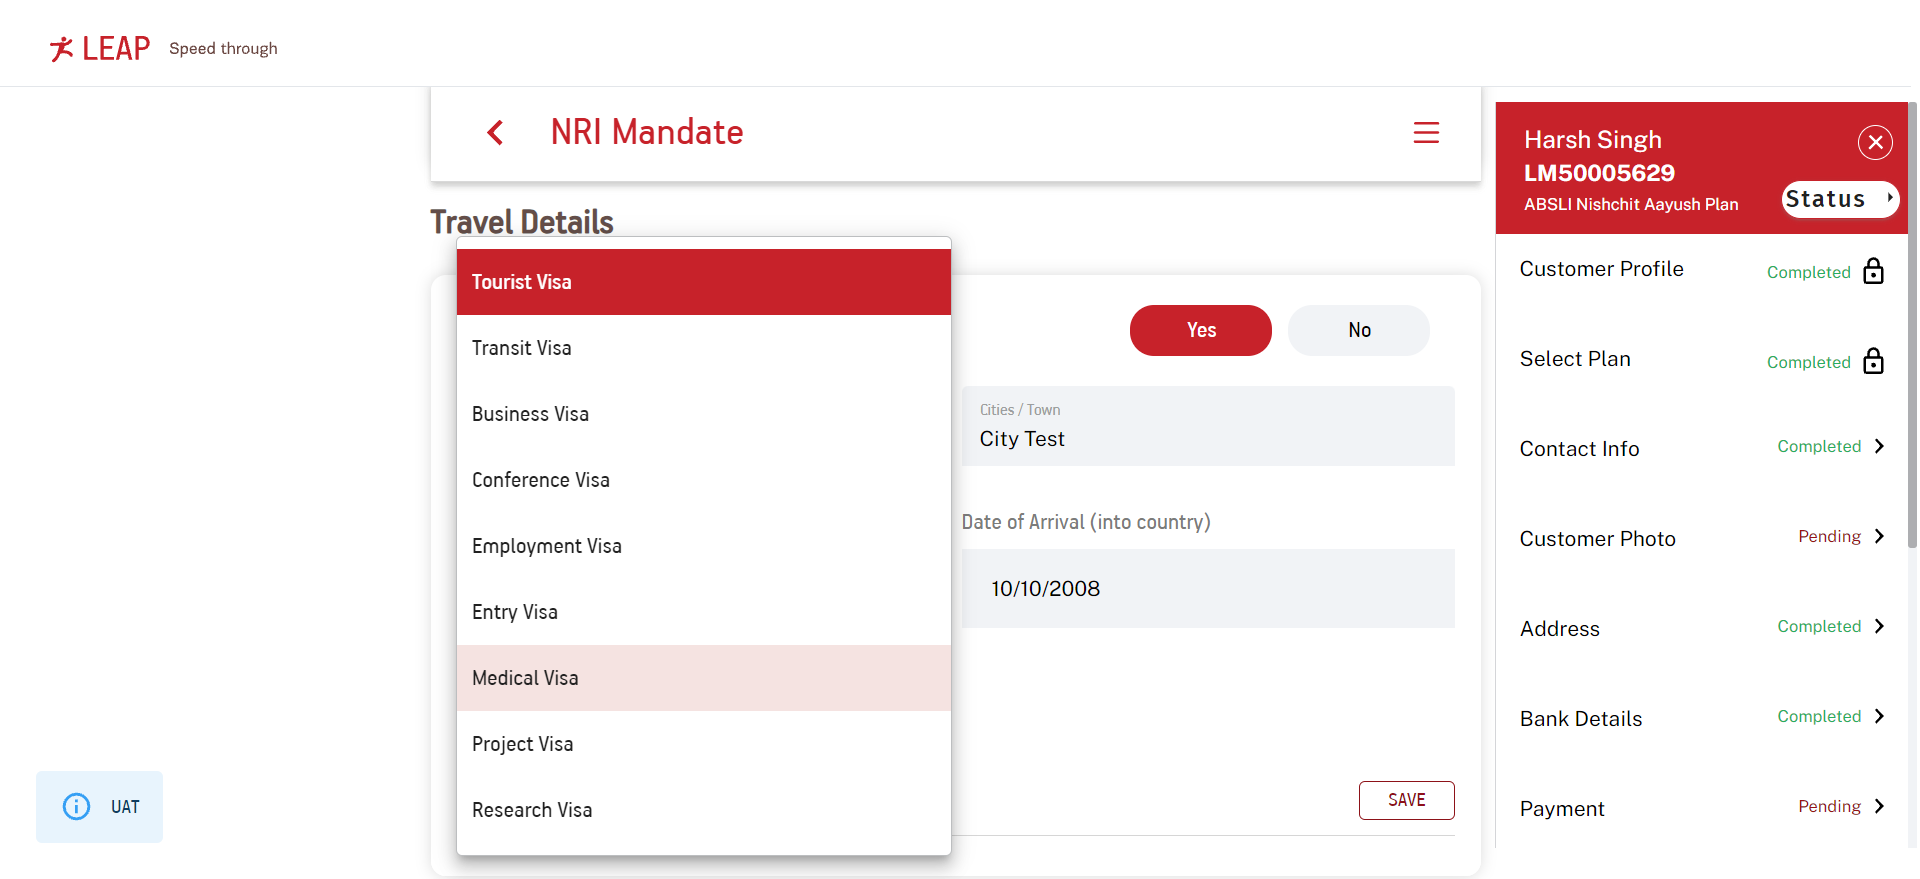 LEAP Speed through
NRI Mandate
Travel Details
Tourist Visa
Transit Visa
Business Visa
Conference Visa
Employment Visa
Entry Visa
Medical Visa
Project Visa
Research Visa
Yes No
Cities / Town
City Test
Date of Arrival (into country)
10/10/2008
SAVE
Harsh Singh
LM50005629
ABSLI Nishchit Aayush Plan
Status
Customer Profile Completed
Select Plan Completed
Contact Info Completed
Customer Photo Pending
Address Completed
Bank Details Completed
Payment Pending
UAT